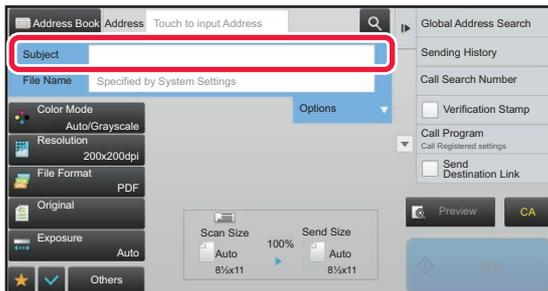 Address Book Address Touch to input Address
Subject
File Name Specified by System Settings
Options
Color Mode
Auto/Grayscale
Resolution
200x200dpi
File Format
PDF
Original
Exposure
Auto
Others
Scan Size
Auto
8½x11
100%
Send Size
Auto
8½x11
Global Address Search
Sending History
Call Search Number
Verification Stamp
Call Program
Call Registered settings
Send
Destination Link
Preview
CA
Start